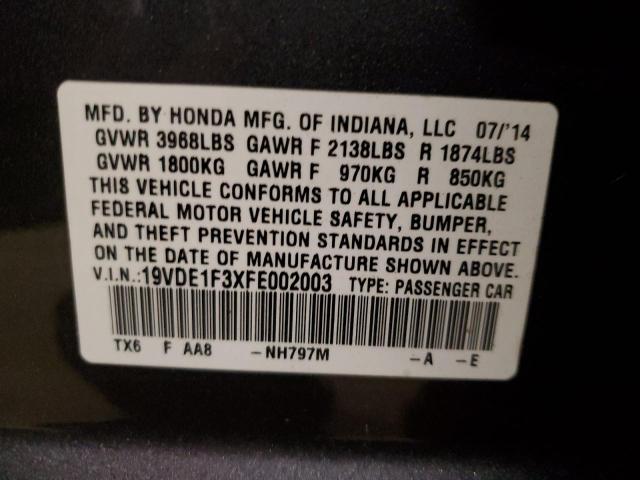 MFD. BY HONDA MFG. OF INDIANA, LLC 07/'14
GVWR 3968LBS GAWR F 2138LBS R 1874LBS
GVWR 1800KG GAWR F 970KG R 850KG
THIS VEHICLE CONFORMS TO ALL APPLICABLE
FEDERAL MOTOR VEHICLE SAFETY, BUMPER,
AND THEFT PREVENTION STANDARDS IN EFFECT
ON THE DATE OF MANUFACTURE SHOWN ABOVE.
V.I.N.:19VDE1F3XFE002003 TYPE: PASSENGER CAR
TX6 F AA8 -NH797M -A -E